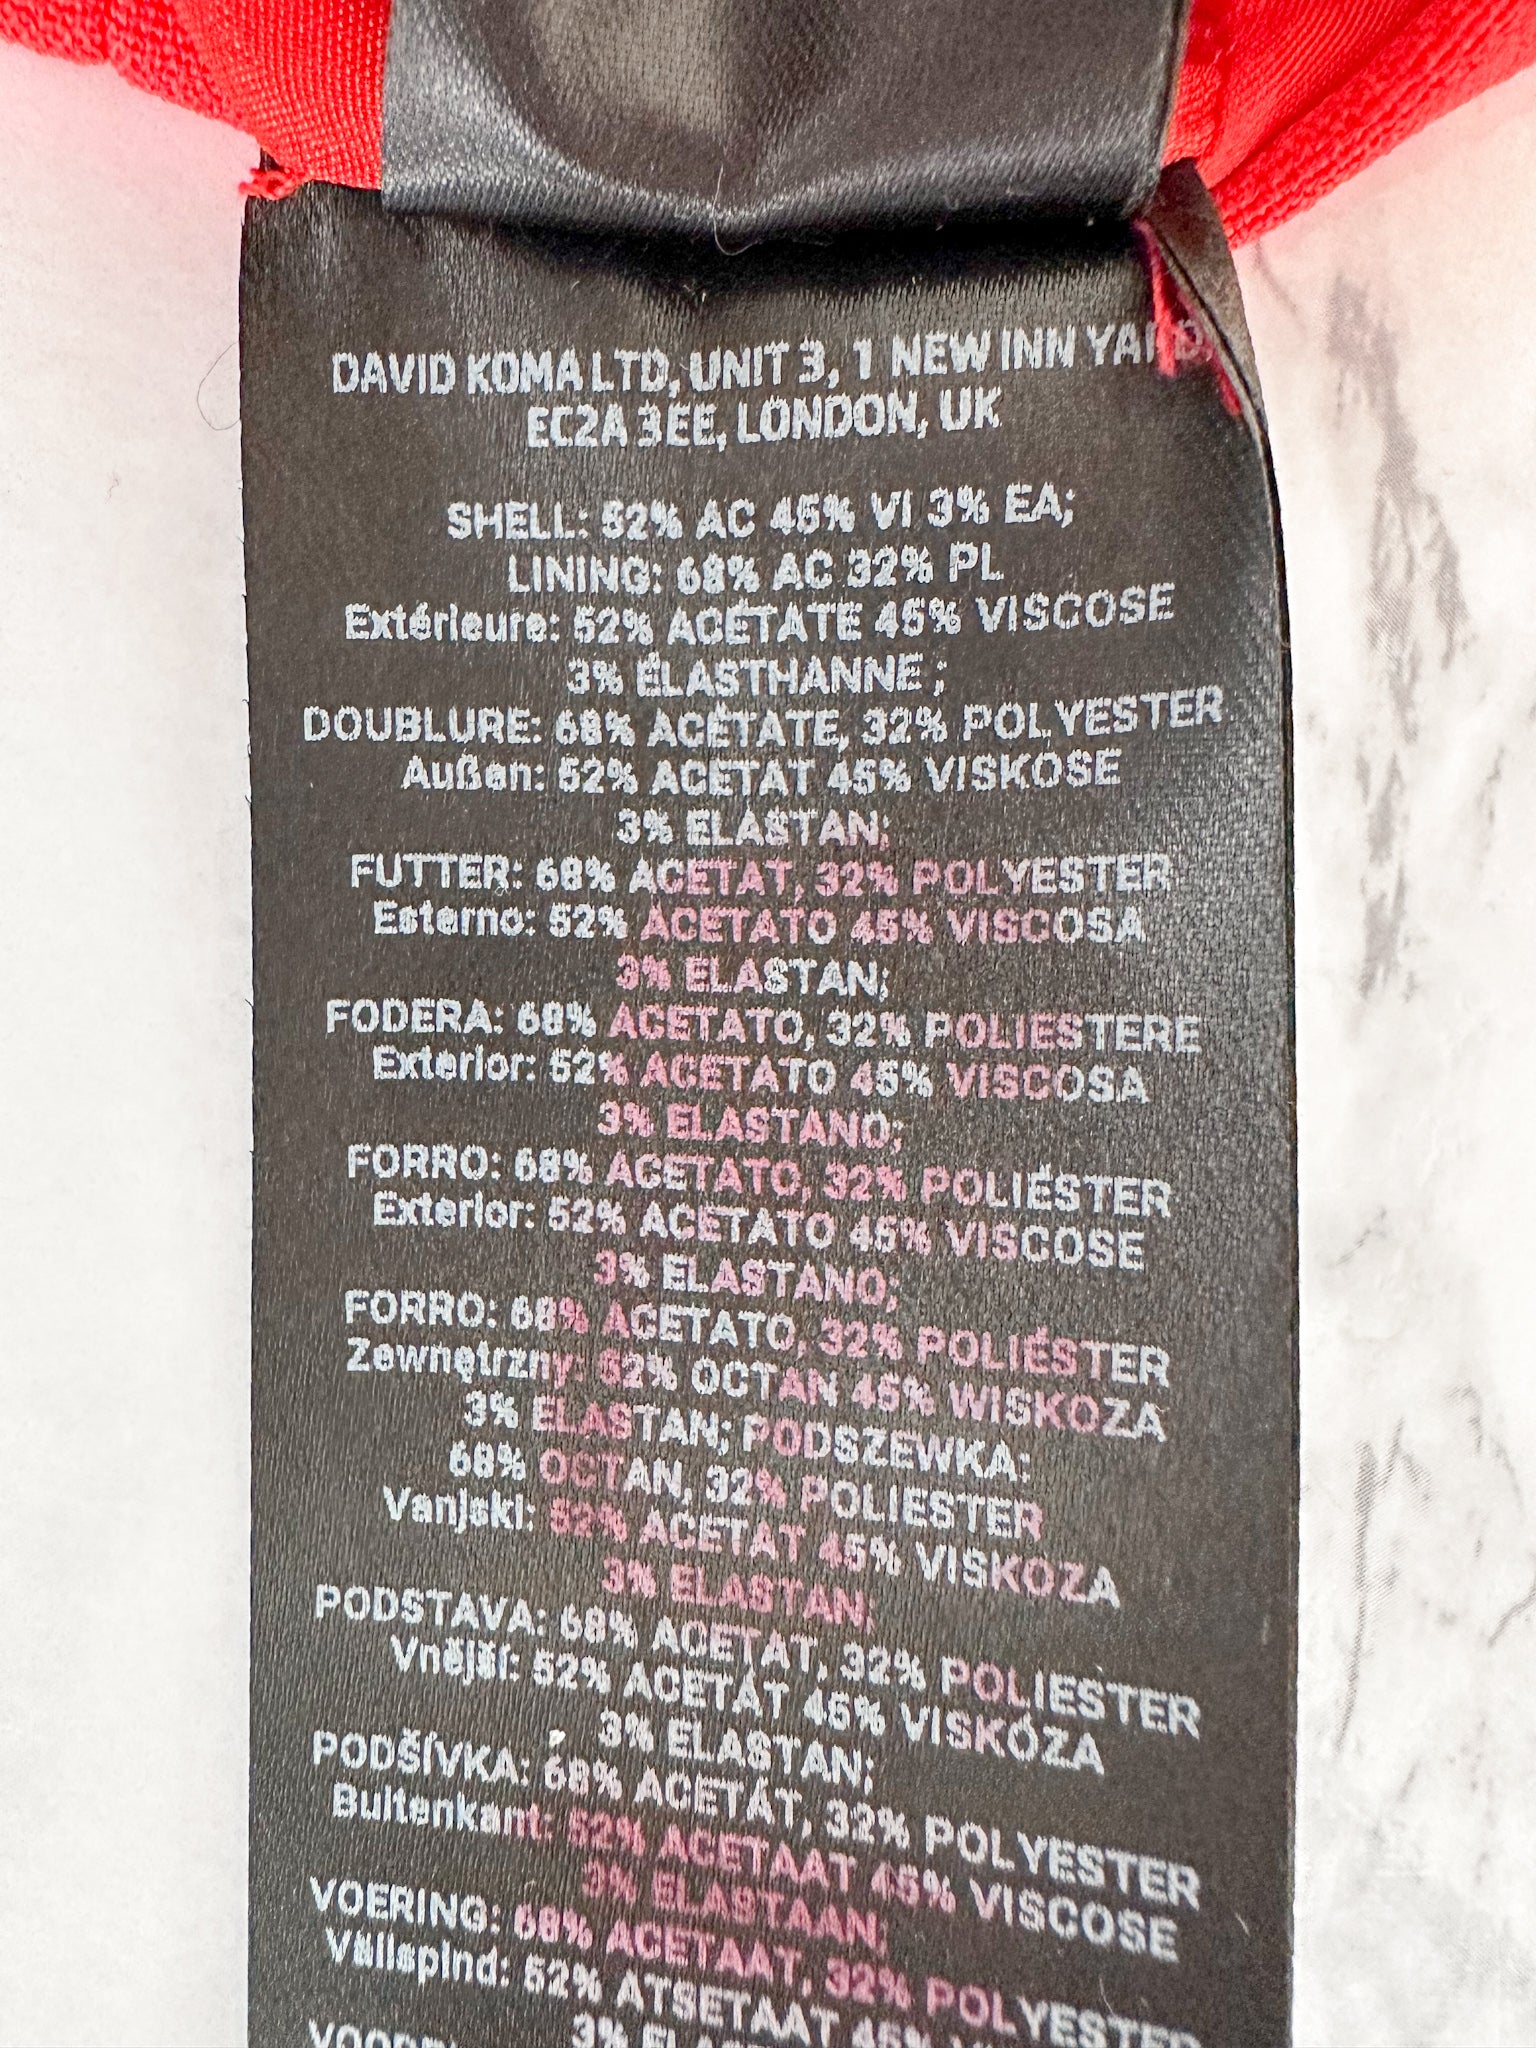 DAVID KOMA LTD, UNIT 3, 1 NEW INN YARD,
EC2A 3EE, LONDON, UK
SHELL: 52% AC 45% VI 3% EA;
LINING: 68% AC 32% PL
Extérieure: 52% ACÉTATE 45% VISCOSE
3% ÉLASTHANNE ;
DOUBLURE: 68% ACÉTATE, 32% POLYESTER
Außen: 52% ACETAT 45% VISKOSE
3% ELASTAN;
FUTTER: 68% ACETAT, 32% POLYESTER
Esterno: 52% ACETATO 45% VISCOSA
3% ELASTAN;
FODERA: 68% ACETATO, 32% POLIESTERE
Exterior: 52% ACETATO 45% VISCOSA
3% ELASTANO;
FORRO: 68% ACETATO, 32% POLIÉSTER
Exterior: 52% ACETATO 45% VISCOSE
3% ELASTANO;
FORRO: 68% ACETATO, 32% POLIÉSTER
Zewnętrzny: 52% OCTAN 45% WISKOZA
3% ELASTAN; PODSZEWKA:
68% OCTAN, 32% POLIESTER
Vanjski: 52% ACETAT 45% VISKOZA
3% ELASTAN;
PODSTAVA: 68% ACETAT, 32% POLIESTER
Vnější: 52% ACETÁT 45% VISKÓZA
3% ELASTAN;
PODŠÍVKA: 68% ACETÁT, 32% POLYESTER
Buitenkant: 52% ACETAAT 45% VISCOSE
3% ELASTAAN;
VOERING: 68% ACETAAT, 32% POLYESTER
Välispind: 52% ATSETAAT 45%
3%